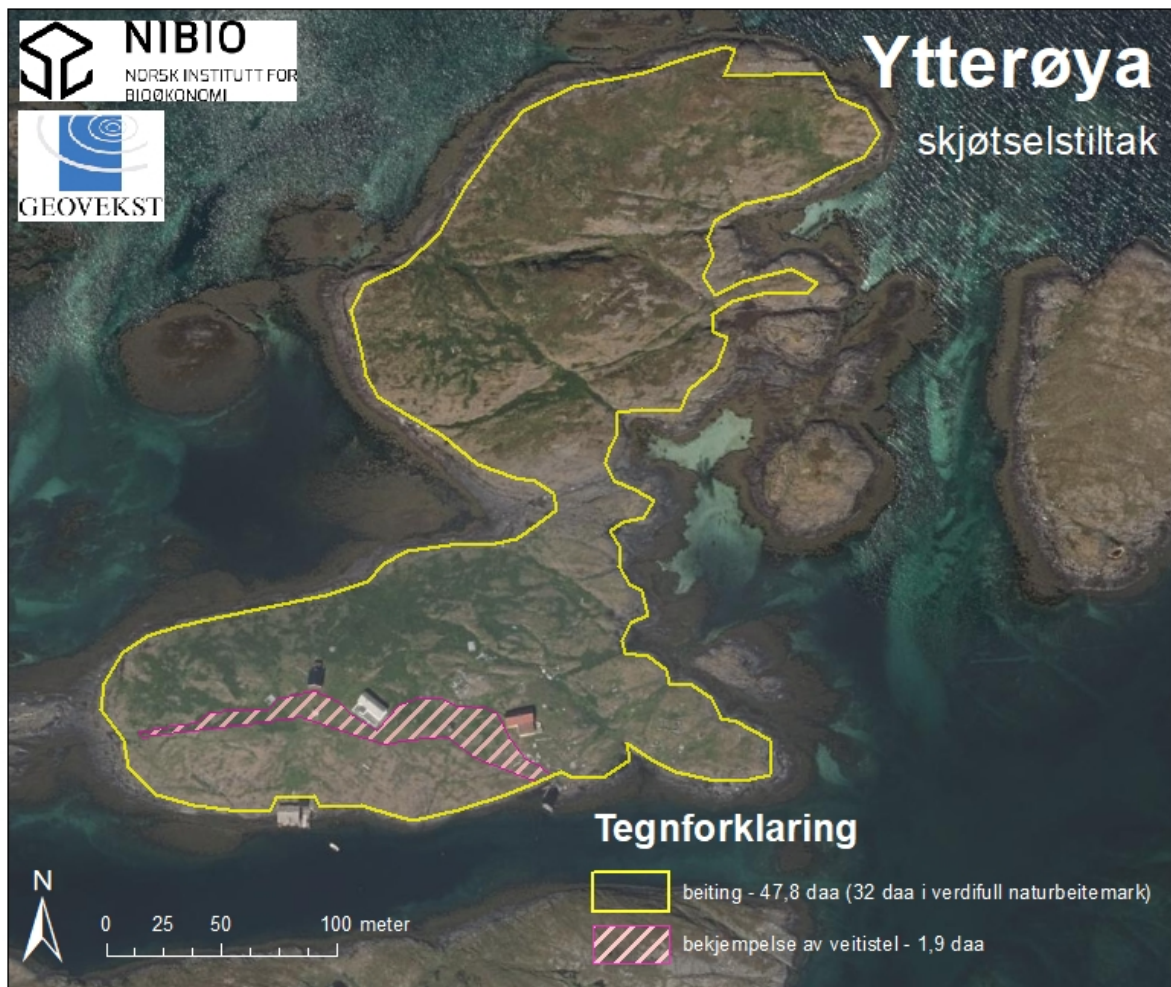 NIBIO
NORSK INSTITUTT FOR
BIOØKONOMI
GEOVEKST
Ytterøya
skjøtselstiltak
Tegnforklaring
beiting - 47,8 daa (32 daa i verdifull naturbeitemark)
bekjempelse av veitistel - 1,9 daa
N
0 25 50 100 meter